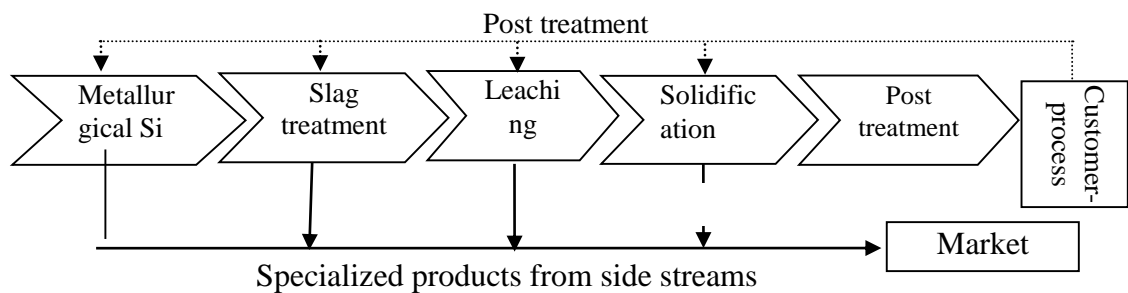 Post treatment
Metallur
gical Si
Slag
treatment
Leachi
ng
Solidific
ation
Post
treatment
Customer-
process
Market
Specialized products from side streams